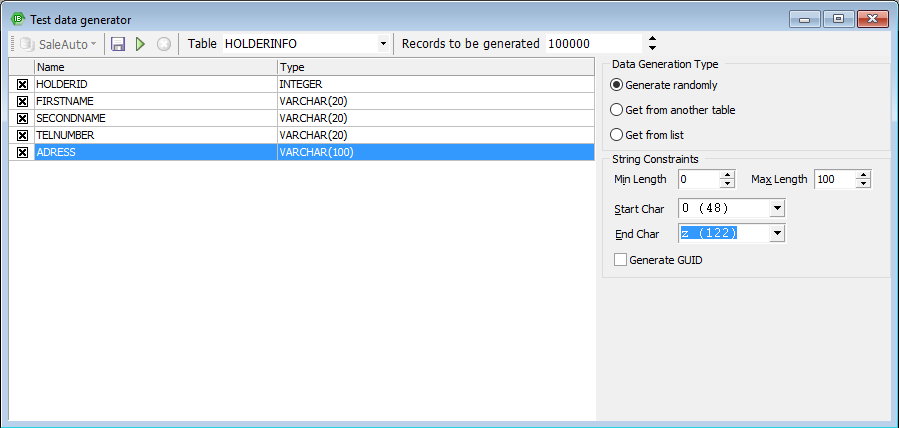 IB Test data generator
SaleAuto Table HOLDERINFO Records to be generated 100000
Name Type
HOLDERID INTEGER
FIRSTNAME VARCHAR(20)
SECONDNAME VARCHAR(20)
TELNUMBER VARCHAR(20)
ADRESS VARCHAR(100)
Data Generation Type
Generate randomly
Get from another table
Get from list
String Constraints
Min Length 0 Max Length 100
Start Char 0 (48)
End Char z (122)
Generate GUID